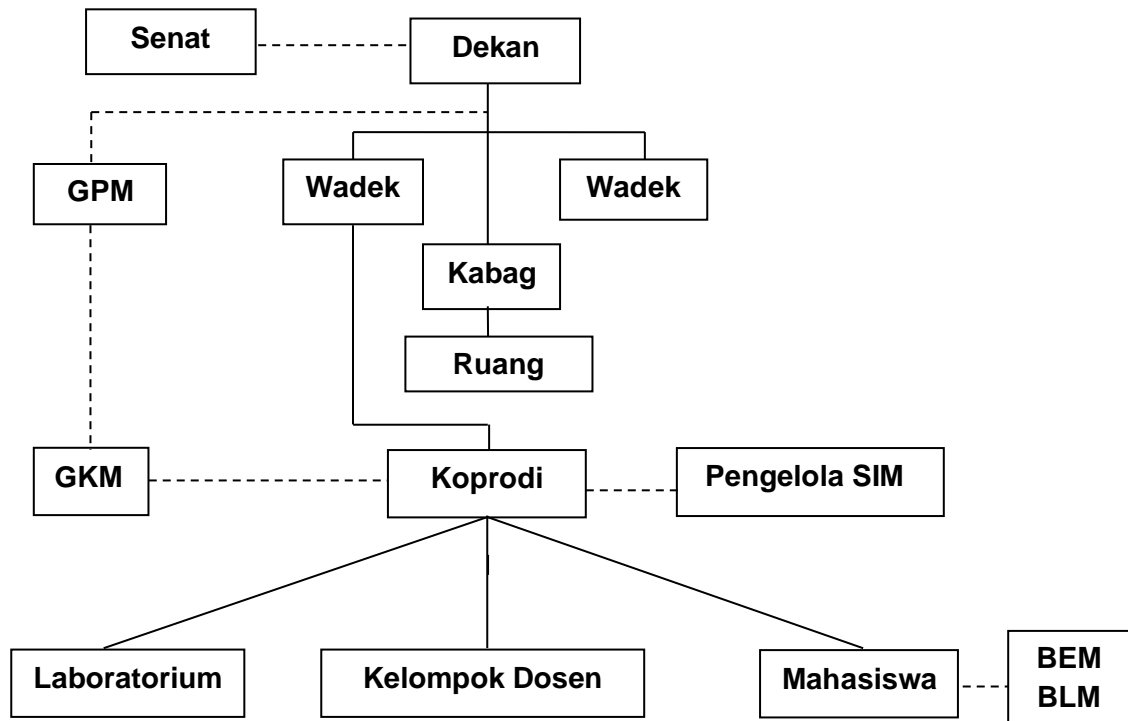 Senat
Dekan
GPM
Wadek
Wadek
Kabag
Ruang
GKM
Koprodi
Pengelola SIM
Laboratorium
Kelompok Dosen
Mahasiswa
BEM
BLM